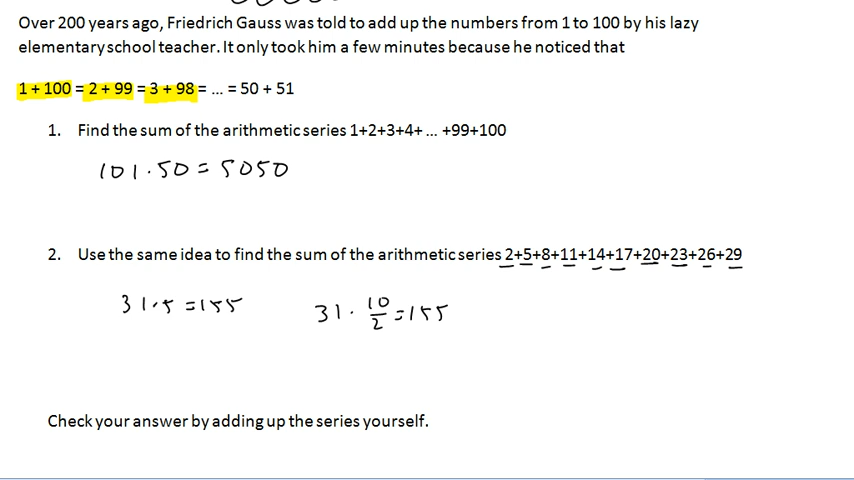 Over 200 years ago, Friedrich Gauss was told to add up the numbers from 1 to 100 by his lazy
elementary school teacher. It only took him a few minutes because he noticed that
1 + 100 = 2 + 99 = 3 + 98 = ... = 50 + 51
1. Find the sum of the arithmetic series 1+2+3+4+ ... +99+100
101 · 50 = 5050
2. Use the same idea to find the sum of the arithmetic series 2+5+8+11+14+17+20+23+26+29
31 · 5 = 155 31 · 10/2 = 155
Check your answer by adding up the series yourself.